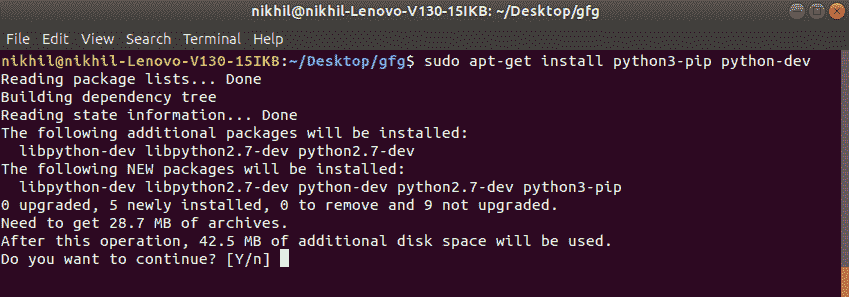 nikhil@nikhil-Lenovo-V130-15IKB: ~/Desktop/gfg
File Edit View Search Terminal Help
nikhil@nikhil-Lenovo-V130-15IKB:~/Desktop/gfg$ sudo apt-get install python3-pip python-dev
Reading package lists... Done
Building dependency tree
Reading state information... Done
The following additional packages will be installed:
  libpython-dev libpython2.7-dev python2.7-dev
The following NEW packages will be installed:
  libpython-dev libpython2.7-dev python-dev python2.7-dev python3-pip
0 upgraded, 5 newly installed, 0 to remove and 9 not upgraded.
Need to get 28.7 MB of archives.
After this operation, 42.5 MB of additional disk space will be used.
Do you want to continue? [Y/n]